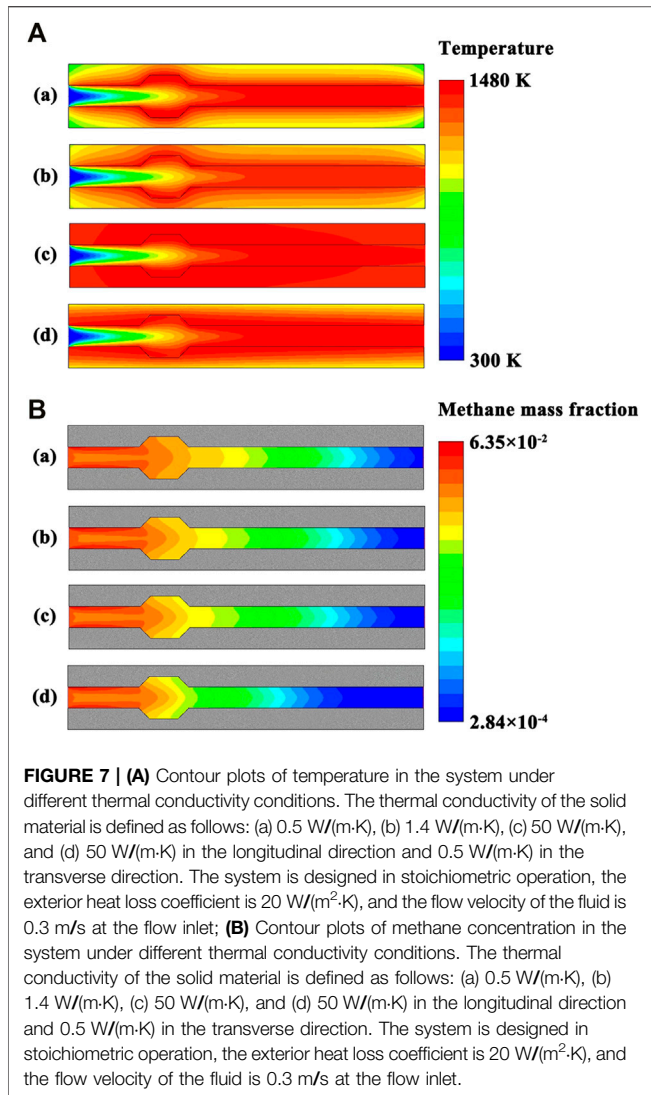 A
Temperature
1480 K
(a)
(b)
(c)
(d)
300 K
B
Methane mass fraction
6.35×10⁻²
(a)
(b)
(c)
(d)
2.84×10⁻⁴
FIGURE 7 | (A) Contour plots of temperature in the system under
different thermal conductivity conditions. The thermal conductivity of the solid
material is defined as follows: (a) 0.5 W/(m·K), (b) 1.4 W/(m·K), (c) 50 W/(m·K),
and (d) 50 W/(m·K) in the longitudinal direction and 0.5 W/(m·K) in the
transverse direction. The system is designed in stoichiometric operation, the
exterior heat loss coefficient is 20 W/(m²·K), and the flow velocity of the fluid is
0.3 m/s at the flow inlet; (B) Contour plots of methane concentration in the
system under different thermal conductivity conditions. The thermal
conductivity of the solid material is defined as follows: (a) 0.5 W/(m·K), (b)
1.4 W/(m·K), (c) 50 W/(m·K), and (d) 50 W/(m·K) in the longitudinal direction
and 0.5 W/(m·K) in the transverse direction. The system is designed in
stoichiometric operation, the exterior heat loss coefficient is 20 W/(m²·K), and
the flow velocity of the fluid is 0.3 m/s at the flow inlet.